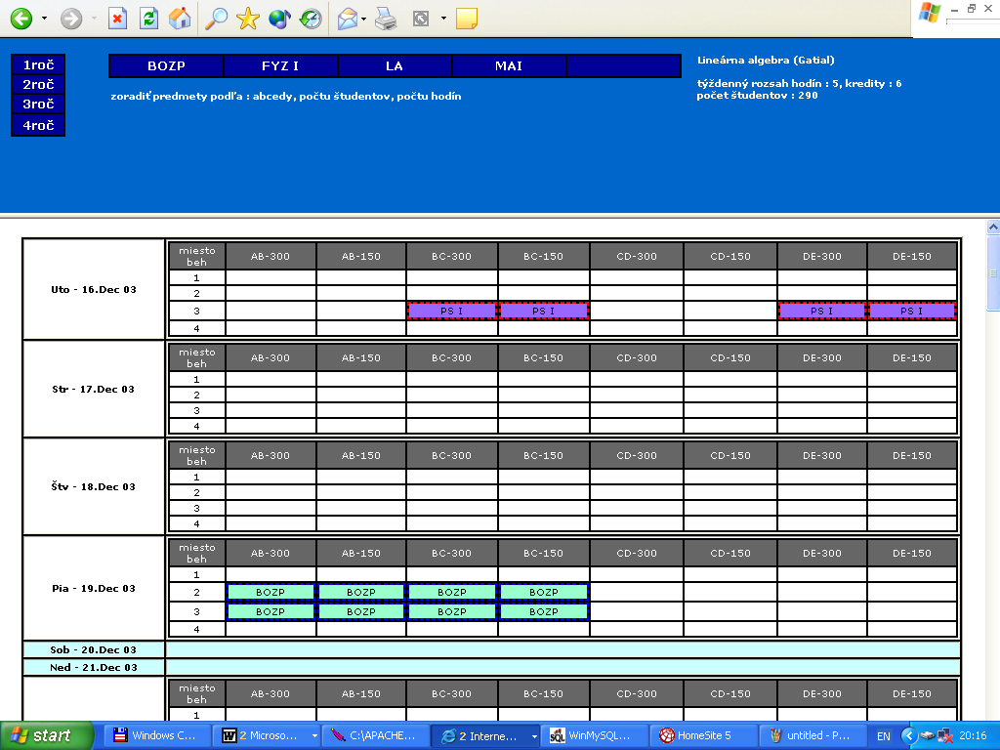 1roč
2roč
3roč
4roč
BOZP FYZ I LA MAI
zoradiť predmety podľa : abcedy, počtu študentov, počtu hodín
Lineárna algebra (Gatial)
týždenný rozsah hodín : 5, kredity : 6
počet študentov : 290
Uto - 16.Dec 03
miesto beh AB-300 AB-150 BC-300 BC-150 CD-300 CD-150 DE-300 DE-150
1
2
3 PS I PS I PS I PS I
4
Str - 17.Dec 03
miesto beh AB-300 AB-150 BC-300 BC-150 CD-300 CD-150 DE-300 DE-150
1
2
3
4
Štv - 18.Dec 03
miesto beh AB-300 AB-150 BC-300 BC-150 CD-300 CD-150 DE-300 DE-150
1
2
3
4
Pia - 19.Dec 03
miesto beh AB-300 AB-150 BC-300 BC-150 CD-300 CD-150 DE-300 DE-150
1
2 BOZP BOZP BOZP BOZP
3 BOZP BOZP BOZP BOZP
4
Sob - 20.Dec 03
Ned - 21.Dec 03
miesto beh AB-300 AB-150 BC-300 BC-150 CD-300 CD-150 DE-300 DE-150
1
start Windows C... 2 Microso... C:\APACHE... 2 Interne... WinMySQL... HomeSite 5 untitled - P... EN 20:16